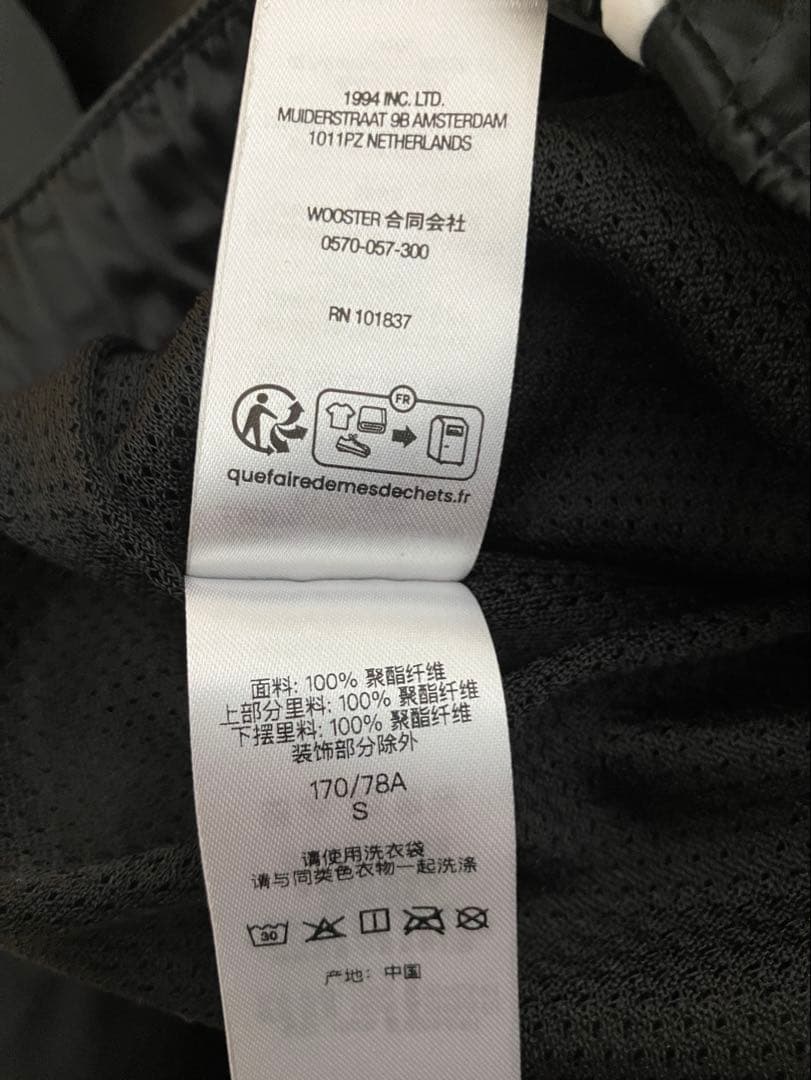 1994 INC. LTD.
MUIDERSTRAAT 9B AMSTERDAM
1011PZ NETHERLANDS
WOOSTER 合同会社
0570-057-300
RN 101837
FR
quefairedemesdechets.fr
面料: 100% 聚酯纤维
上部分里料: 100% 聚酯纤维
下摆里料: 100% 聚酯纤维
装饰部分除外
170/78A
S
请使用洗衣袋
请与同类色衣物一起洗涤
30
产地: 中国